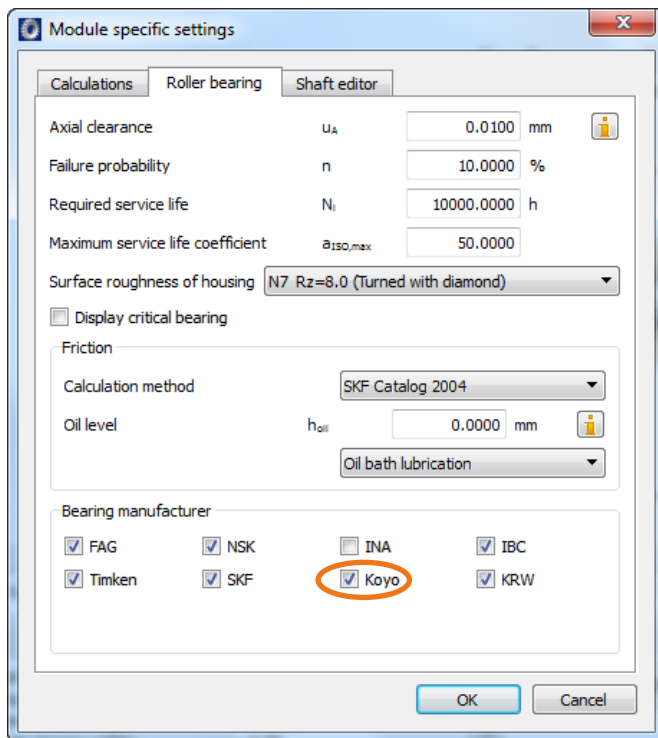 Module specific settings
Calculations Roller bearing Shaft editor
Axial clearance uA 0.0100 mm
Failure probability n 10.0000 %
Required service life Nl 10000.0000 h
Maximum service life coefficient aISO,max 50.0000
Surface roughness of housing N7 Rz=8.0 (Turned with diamond)
Display critical bearing
Friction
Calculation method SKF Catalog 2004
Oil level hoil 0.0000 mm
Oil bath lubrication
Bearing manufacturer
FAG NSK INA IBC
Timken SKF Koyo KRW
OK Cancel